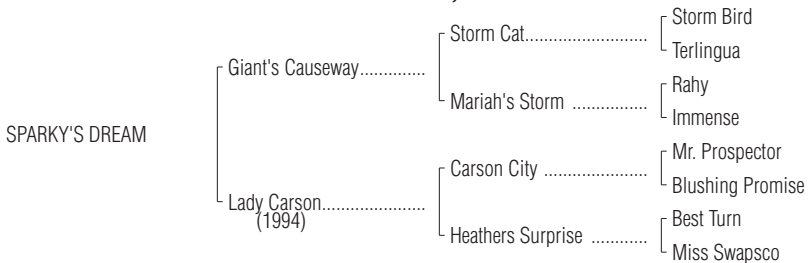 Storm Bird
Storm Cat..............................
Terlingua
Giant's Causeway..............
Rahy
Mariah's Storm ................
Immense
SPARKY'S DREAM
Mr. Prospector
Carson City ......................
Blushing Promise
Lady Carson......................
(1994)
Best Turn
Heathers Surprise ............
Miss Swapsco